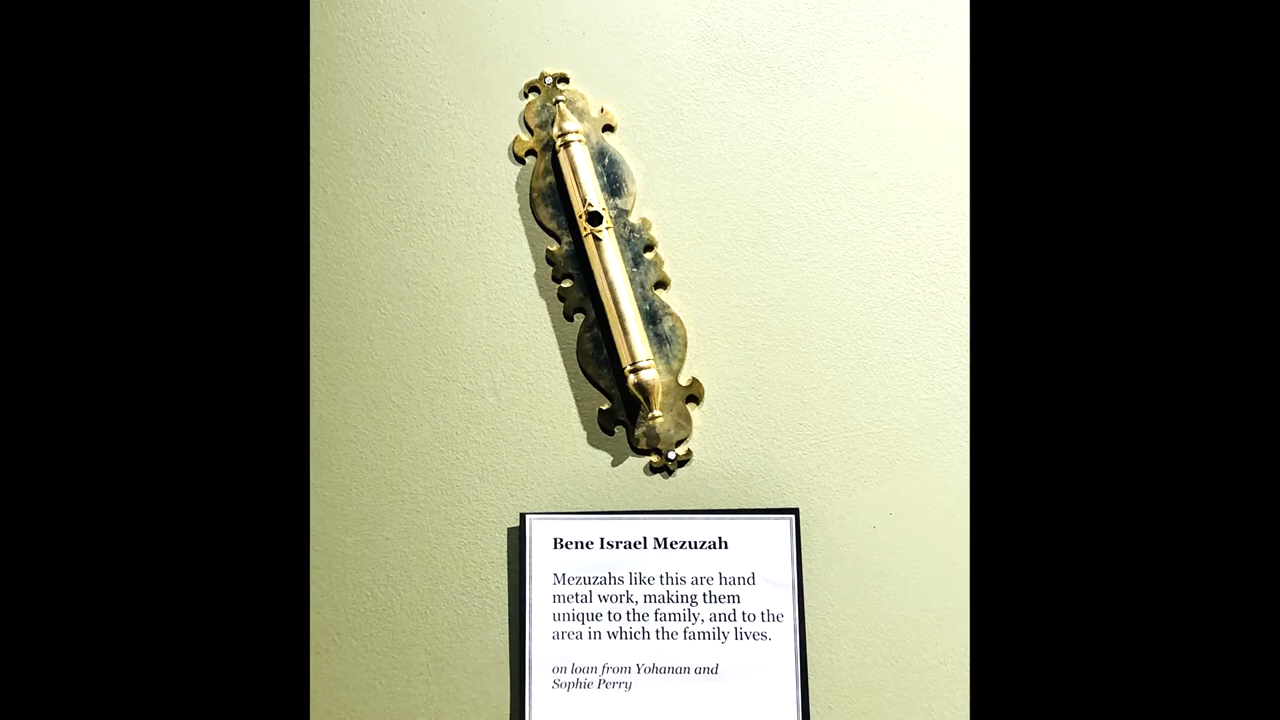 Bene Israel Mezuzah
Mezuzahs like this are hand
metal work, making them
unique to the family, and to the
area in which the family lives.
on loan from Yohanan and
Sophie Perry